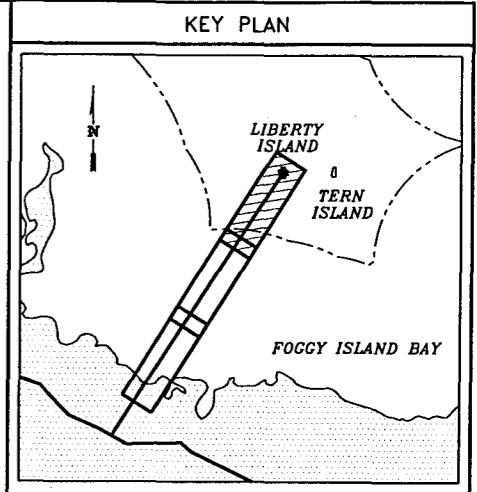 KEY PLAN
N
LIBERTY
ISLAND
TERN
ISLAND
FOGGY ISLAND BAY